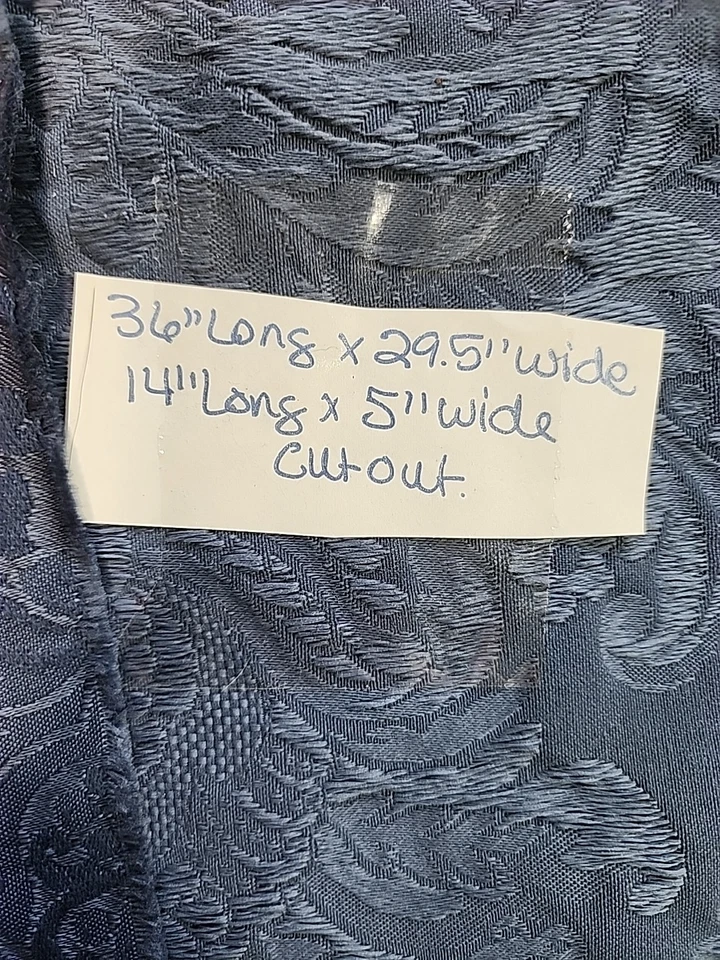 36" Long x 29.5" wide
14" Long x 5" wide
cut out.